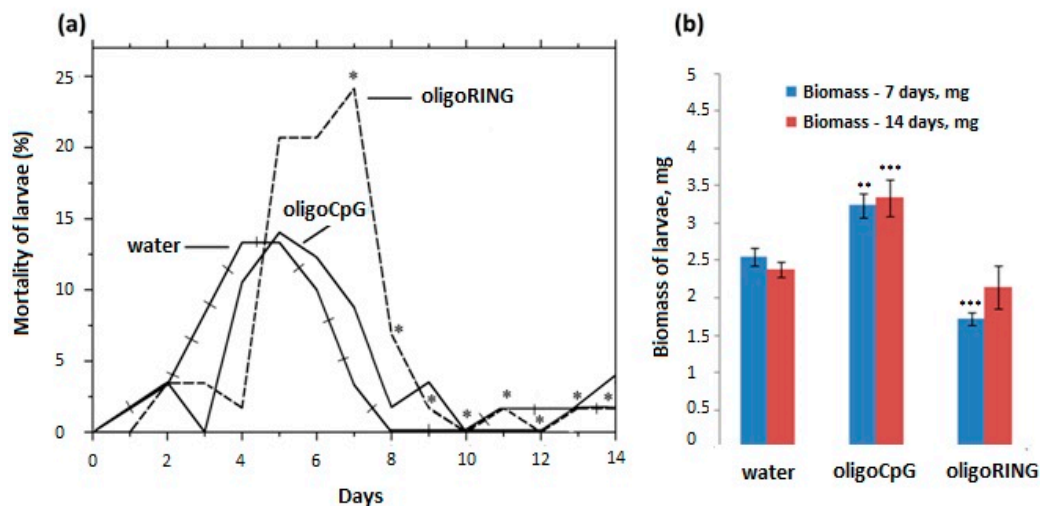 (a)
Mortality of larvae (%)
25
20
15
10
5
0
0 2 4 6 8 10 12 14
Days
water
oligoCpG
oligoRING
*
*
*
*
*
*
*
*
(b)
Biomass of larvae, mg
5
4.5
4
3.5
3
2.5
2
1.5
1
0.5
0
Biomass - 7 days, mg
Biomass - 14 days, mg
** ***
***
water oligoCpG oligoRING